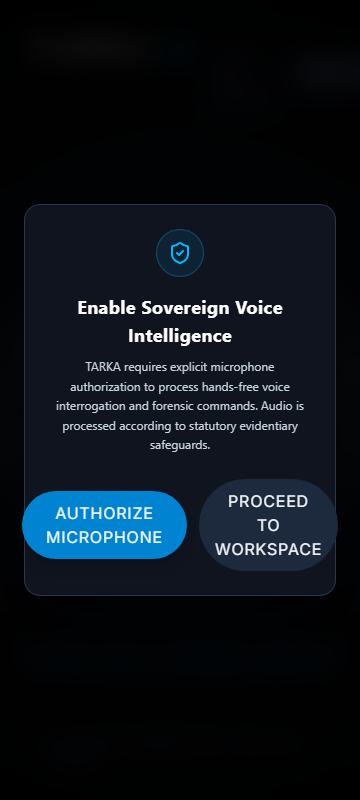 Enable Sovereign Voice
Intelligence
TARKA requires explicit microphone
authorization to process hands-free voice
interrogation and forensic commands. Audio is
processed according to statutory evidentiary
safeguards.
AUTHORIZE
MICROPHONE
PROCEED
TO
WORKSPACE